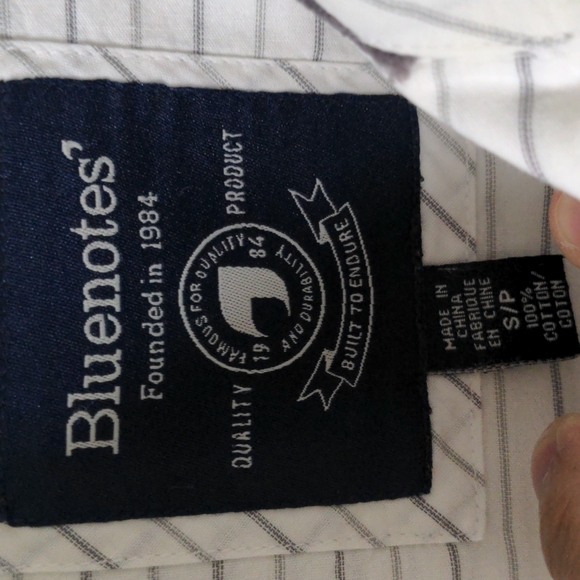 Bluenotes
Founded in 1984
QUALITY PRODUCT
FAMOUS FOR QUALITY
AND DURABILITY
19 84
BUILT TO ENDURE
MADE IN
CHINA
FABRIQUE
EN CHINE
S/P
100%
COTTON/
COTON